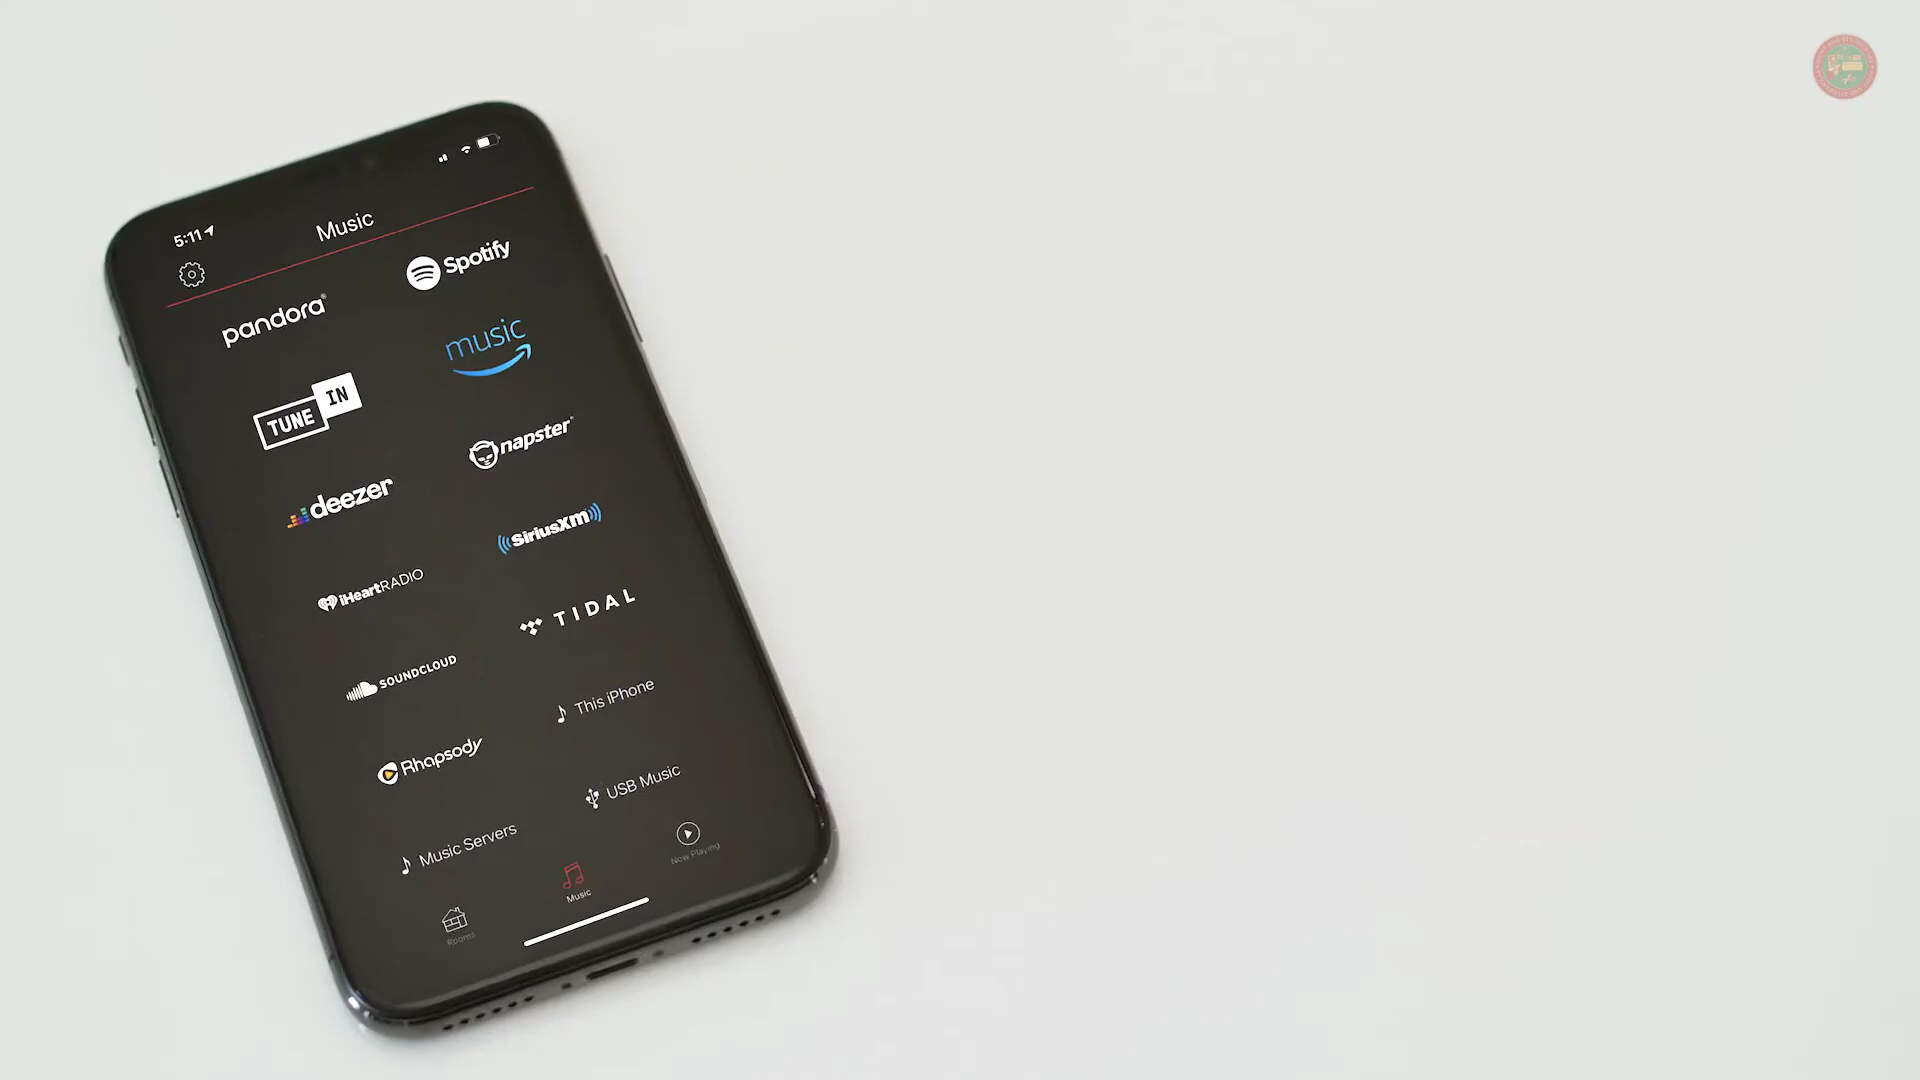 5:11
Music
pandora
Spotify
TUNE IN
music
deezer
napster
iHeartRADIO
SiriusXM
SOUNDCLOUD
TIDAL
Rhapsody
This iPhone
Music Servers
USB Music
Rooms
Music
Now Playing